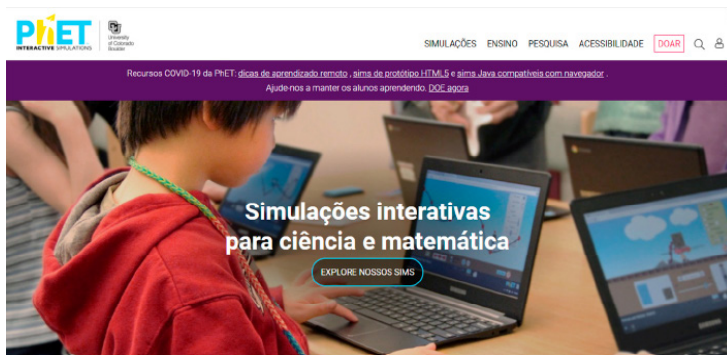 PhET
INTERACTIVE SIMULATIONS
University
of Colorado
Boulder
SIMULAÇÕES ENSINO PESQUISA ACESSIBILIDADE DOAR
Recursos COVID-19 da PhET: dicas de aprendizado remoto , sims de protótipo HTML5 e sims Java compatíveis com navegador .
Ajude-nos a manter os alunos aprendendo. DOE agora
Simulações interativas
para ciência e matemática
EXPLORE NOSSOS SIMS